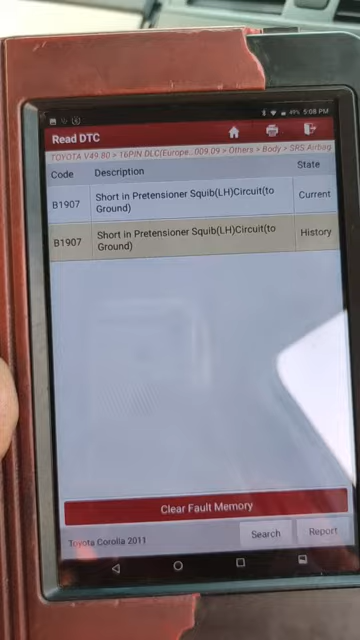 49% 5:08 PM
Read DTC
TOYOTA V49.80 > 16PIN DLC(Europe...009.09 > Others > Body > SRS Airbag
Code Description State
B1907 Short in Pretensioner Squib(LH)Circuit(to Current
Ground)
B1907 Short in Pretensioner Squib(LH)Circuit(to History
Ground)
Clear Fault Memory
Toyota Corolla 2011 Search Report